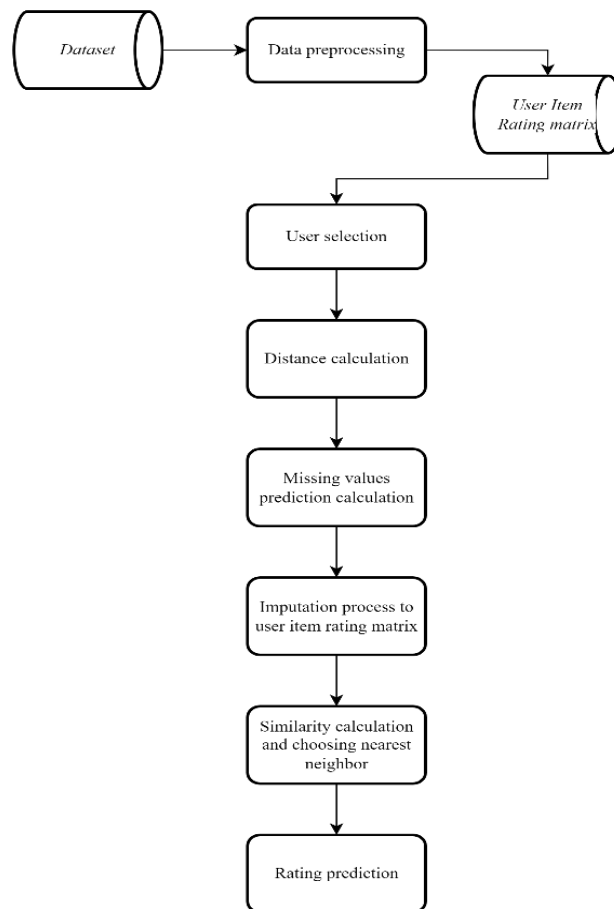 Dataset
Data preprocessing
User Item
Rating matrix
User selection
Distance calculation
Missing values
prediction calculation
Imputation process to
user item rating matrix
Similarity calculation
and choosing nearest
neighbor
Rating prediction